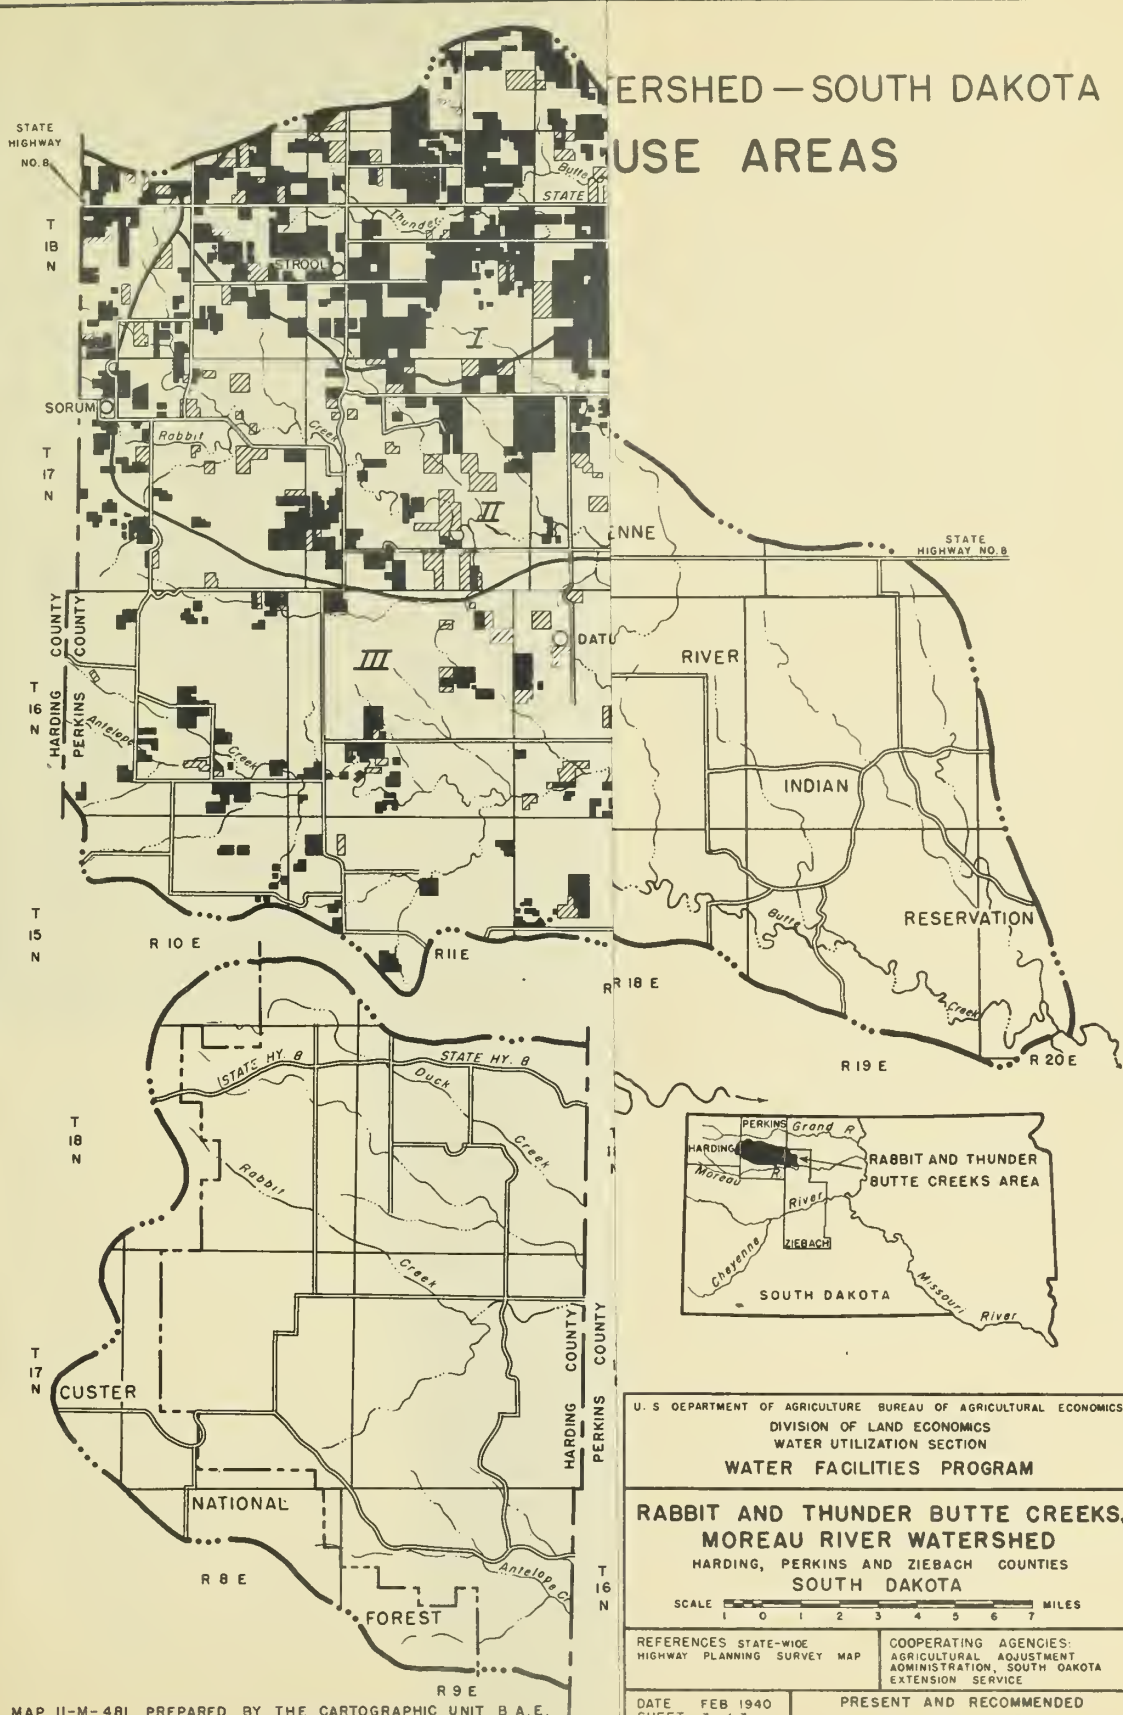 ERSHED — SOUTH DAKOTA
USE AREAS
STATE
HIGHWAY
NO. 8
T
18
N
Butte
STATE
Thunder
STROOL
I
SORUM
Rabbit
Creek
T
17
N
II
ENNE
STATE
HIGHWAY NO. 8
HARDING COUNTY
PERKINS COUNTY
III
DATU
RIVER
T
16
N
Antelope
Creek
INDIAN
T
15
N
Butte
RESERVATION
R 10 E
R 11 E
R
R 18 E
Creek
R 19 E
R 20 E
STATE HY. 8
STATE HY. 8
Duck
Creek
T
18
N
Rabbit
Creek
PERKINS
Grand R.
HARDING
Moreau
R.
RABBIT AND THUNDER
BUTTE CREEKS AREA
River
ZIEBACH
Cheyenne
Missouri
River
SOUTH DAKOTA
HARDING COUNTY
PERKINS COUNTY
T
17
N
CUSTER
NATIONAL
FOREST
R 8 E
Antelope Cr.
T
16
N
R 9 E
U. S DEPARTMENT OF AGRICULTURE BUREAU OF AGRICULTURAL ECONOMICS
DIVISION OF LAND ECONOMICS
WATER UTILIZATION SECTION
WATER FACILITIES PROGRAM
RABBIT AND THUNDER BUTTE CREEKS,
MOREAU RIVER WATERSHED
HARDING, PERKINS AND ZIEBACH COUNTIES
SOUTH DAKOTA
SCALE 1 0 1 2 3 4 5 6 7 MILES
REFERENCES STATE-WIDE
HIGHWAY PLANNING SURVEY MAP
COOPERATING AGENCIES:
AGRICULTURAL ADJUSTMENT
ADMINISTRATION, SOUTH DAKOTA
EXTENSION SERVICE
DATE FEB 1940
PRESENT AND RECOMMENDED
MAP II-M-481 PREPARED BY THE CARTOGRAPHIC UNIT B.A.E.